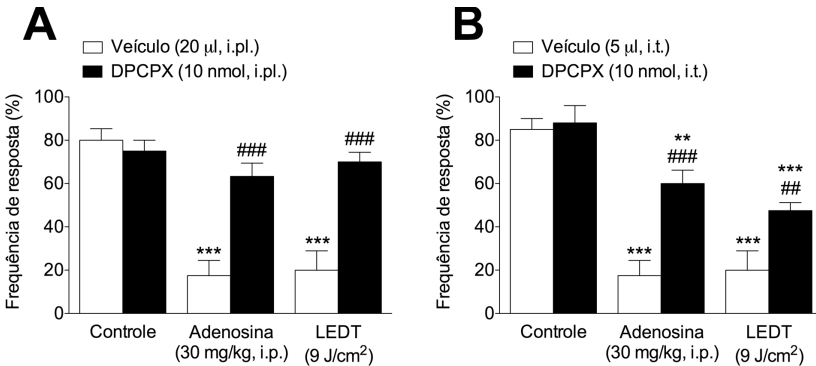 A
Veículo (20 µl, i.pl.)
DPCPX (10 nmol, i.pl.)
Frequência de resposta (%)
100
80
60
40
20
0
***
###
***
###
Controle
Adenosina
(30 mg/kg, i.p.)
LEDT
(9 J/cm²)
B
Veículo (5 µl, i.t.)
DPCPX (10 nmol, i.t.)
Frequência de resposta (%)
100
80
60
40
20
0
***
**
###
***
***
##
Controle
Adenosina
(30 mg/kg, i.p.)
LEDT
(9 J/cm²)